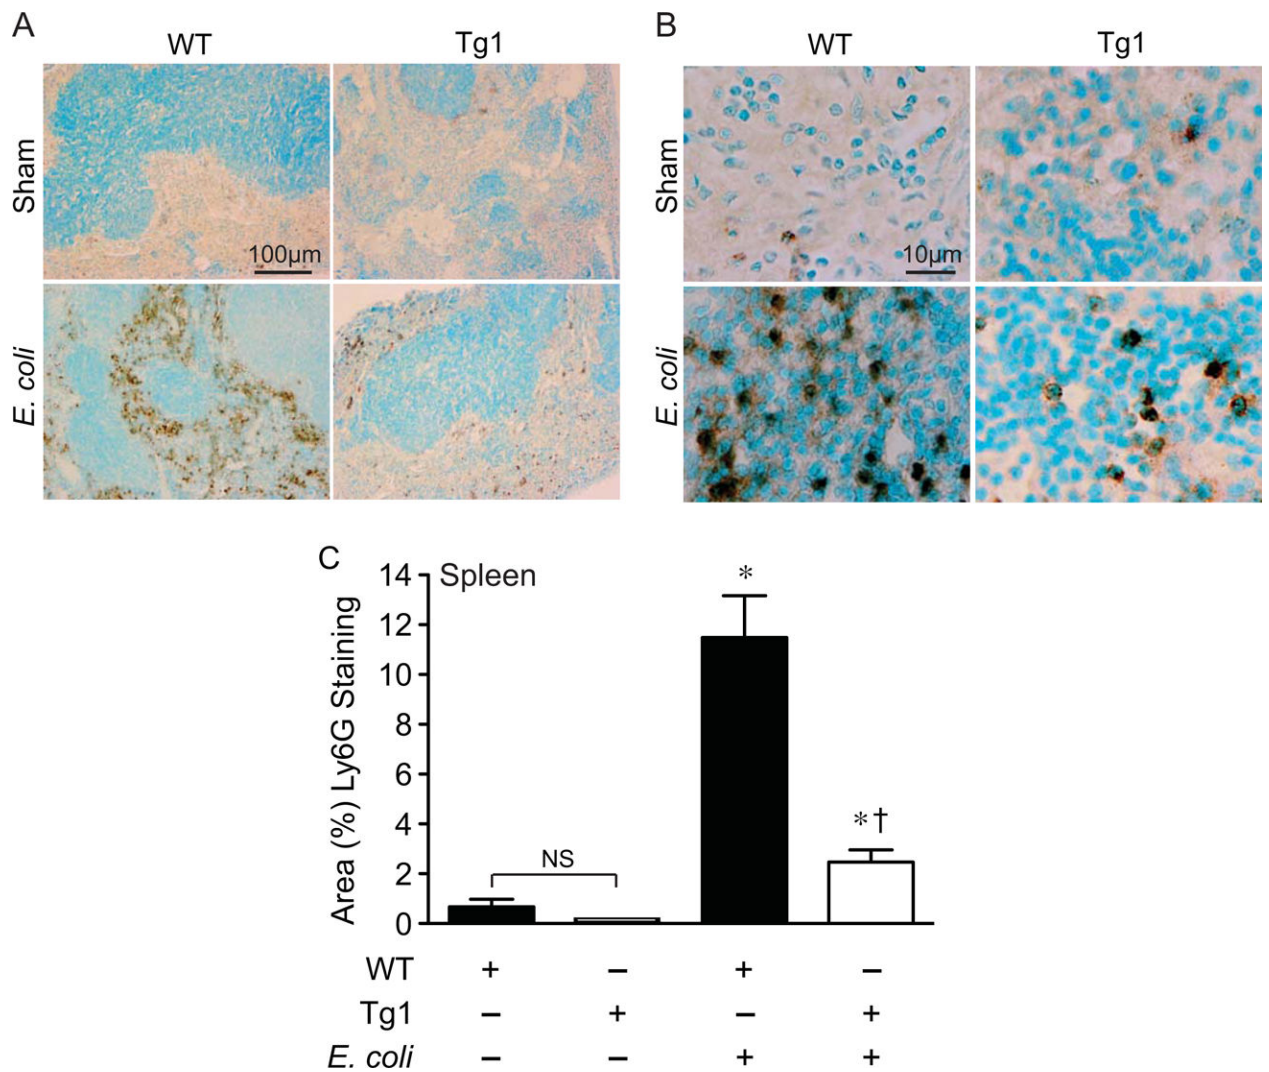 A
WT Tg1
Sham
100µm
E. coli
B
WT Tg1
Sham
10µm
E. coli
C
Spleen
Area (%) Ly6G Staining
14
12
10
8
6
4
2
0
NS
*
*†
WT + – + –
Tg1 – + – +
E. coli – – + +